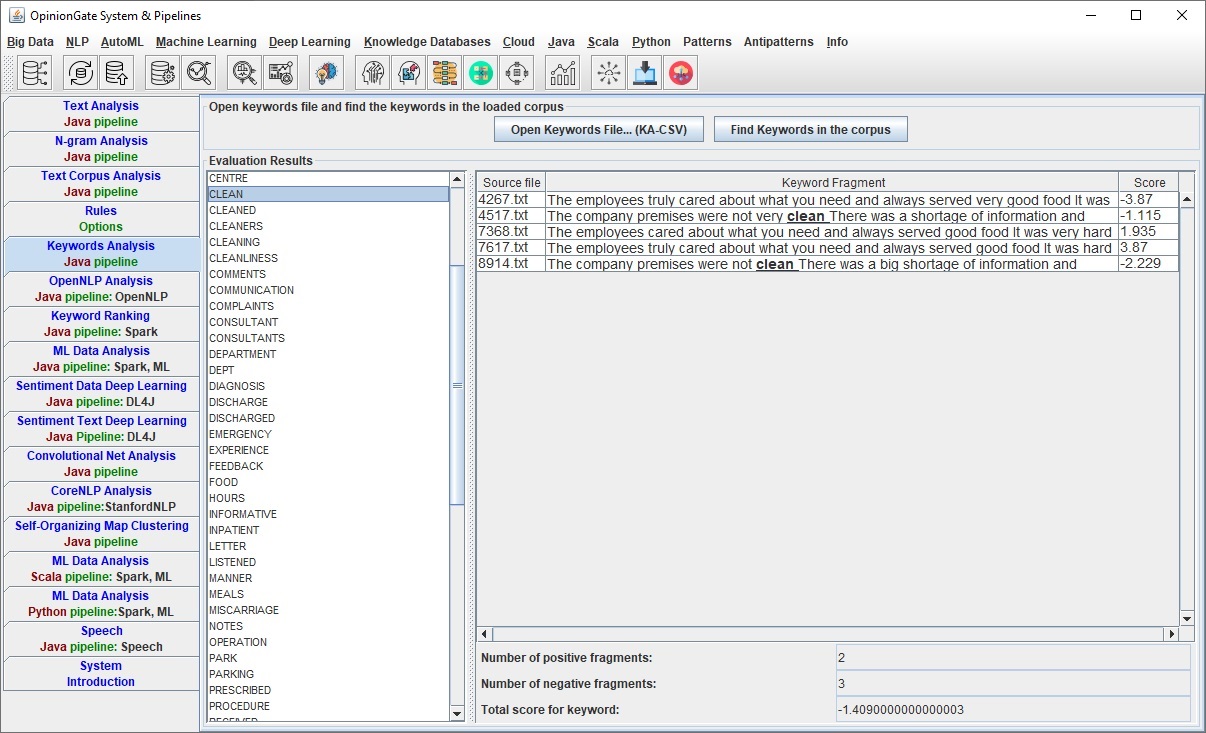 OpinionGate System & Pipelines
Big Data NLP AutoML Machine Learning Deep Learning Knowledge Databases Cloud Java Scala Python Patterns Antipatterns Info
Text Analysis
Java pipeline
N-gram Analysis
Java pipeline
Text Corpus Analysis
Java pipeline
Rules
Options
Keywords Analysis
Java pipeline
OpenNLP Analysis
Java pipeline: OpenNLP
Keyword Ranking
Java pipeline: Spark
ML Data Analysis
Java pipeline: Spark, ML
Sentiment Data Deep Learning
Java pipeline: DL4J
Sentiment Text Deep Learning
Java Pipeline: DL4J
Convolutional Net Analysis
Java pipeline
CoreNLP Analysis
Java pipeline:StanfordNLP
Self-Organizing Map Clustering
Java pipeline
ML Data Analysis
Scala pipeline: Spark, ML
ML Data Analysis
Python pipeline:Spark, ML
Speech
Java pipeline: Speech
System
Introduction
Open keywords file and find the keywords in the loaded corpus
Open Keywords File... (KA-CSV) Find Keywords in the corpus
Evaluation Results
CENTRE
CLEAN
CLEANED
CLEANERS
CLEANING
CLEANLINESS
COMMENTS
COMMUNICATION
COMPLAINTS
CONSULTANT
CONSULTANTS
DEPARTMENT
DEPT
DIAGNOSIS
DISCHARGE
DISCHARGED
EMERGENCY
EXPERIENCE
FEEDBACK
FOOD
HOURS
INFORMATIVE
INPATIENT
LETTER
LISTENED
MANNER
MEALS
MISCARRIAGE
NOTES
OPERATION
PARK
PARKING
PRESCRIBED
PROCEDURE
RECEIVED
Source file Keyword Fragment Score
4267.txt The employees truly cared about what you need and always served very good food It was -3.87
4517.txt The company premises were not very clean There was a shortage of information and -1.115
7368.txt The employees cared about what you need and always served good food It was very hard 1.935
7617.txt The employees truly cared about what you need and always served good food It was hard 3.87
8914.txt The company premises were not clean There was a big shortage of information and -2.229
Number of positive fragments: 2
Number of negative fragments: 3
Total score for keyword: -1.4090000000000003